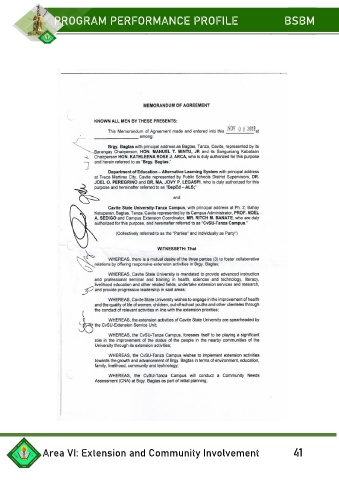 PROGRAM PERFORMANCE PROFILE BSBM
MEMORANDUM OF AGREEMENT
KNOWN ALL MEN BY THESE PRESENTS:
This Memorandum of Agreement made and entered into this NOV at
among:
Brgy. Bagtas with principal address as Bagtas, Tanza, Cavite, represented by its
Barangay Chairperson, HON. MANUEL T. MINTU, JR and its Sangguniang Kabataan
Chairperson HON. KATHLEENA ROSE J. ARCA, who is duly authorized for this purpose
and herein referred to as "Brgy. Bagtas;"
Department of Education – Alternative Learning System with principal address
at Trece Martires City, Cavite represented by Public Schools District Supervisors, DR.
JOEL O. PEREGRINO and DR. MA. JOVY P. LEGASPI, who is duly authorized for this
purpose and hereinafter referred to as "DepEd – ALS;"
and
Cavite State University-Tanza Campus, with principal address at Ph. 2, Bahay
Katuparan, Bagtas, Tanza, Cavite represented by its Campus Administrator, PROF. NOEL
A. SEDIGO and Campus Extension Coordinator, MR. RITCH M. BANATE, who are duly
authorized for this purpose, and hereinafter referred to as "CvSU-Tanza Campus."
(Collectively referred to as the "Parties" and individually as Party")
WITNESSETH: That
WHEREAS, there is a mutual desire of the three parties (3) to foster collaborative
relations by offering responsive extension activities in Brgy. Bagtas;
WHEREAS, Cavite State University is mandated to provide advanced instruction
and professional seminar and training in health, sciences and technology, literacy,
livelihood education and other related fields, undertake extension services and research,
and provide progressive leadership in said areas;
WHEREAS, Cavite State University wishes to engage in the improvement of health
and the quality of life of women, children, out-of-school youths and other clienteles through
the conduct of relevant activities in line with the extension priorities;
WHEREAS, the extension activities of Cavite State University are spearheaded by
the CvSU-Extension Service Unit;
WHEREAS, the CvSU-Tanza Campus, foresees itself to be playing a significant
role in the improvement of the status of the people in the nearby communities of the
University through its extension activities;
WHEREAS, the CvSU-Tanza Campus wishes to implement extension activities
towards the growth and advancement of Brgy. Bagtas in terms of environment, education,
family, livelihood, community and technology;
WHEREAS, the CvSU-Tanza Campus will conduct a Community Needs
Assessment (CNA) at Brgy. Bagtas as part of initial planning;
Area VI: Extension and Community Involvement 41